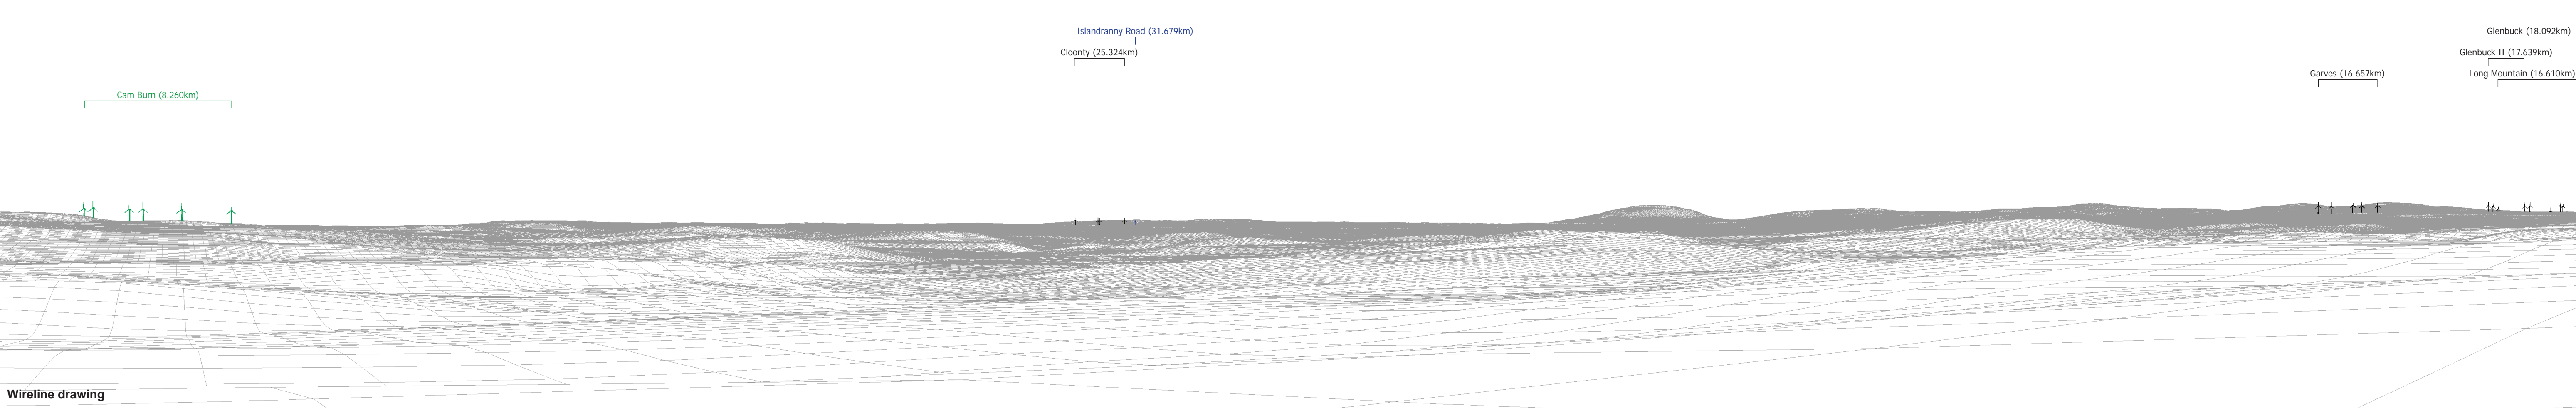 Islandranny Road (31.679km)
Cloonty (25.324km)
Cam Burn (8.260km)
Glenbuck (18.092km)
Glenbuck II (17.639km)
Garves (16.657km)
Long Mountain (16.610km)
Wireline drawing